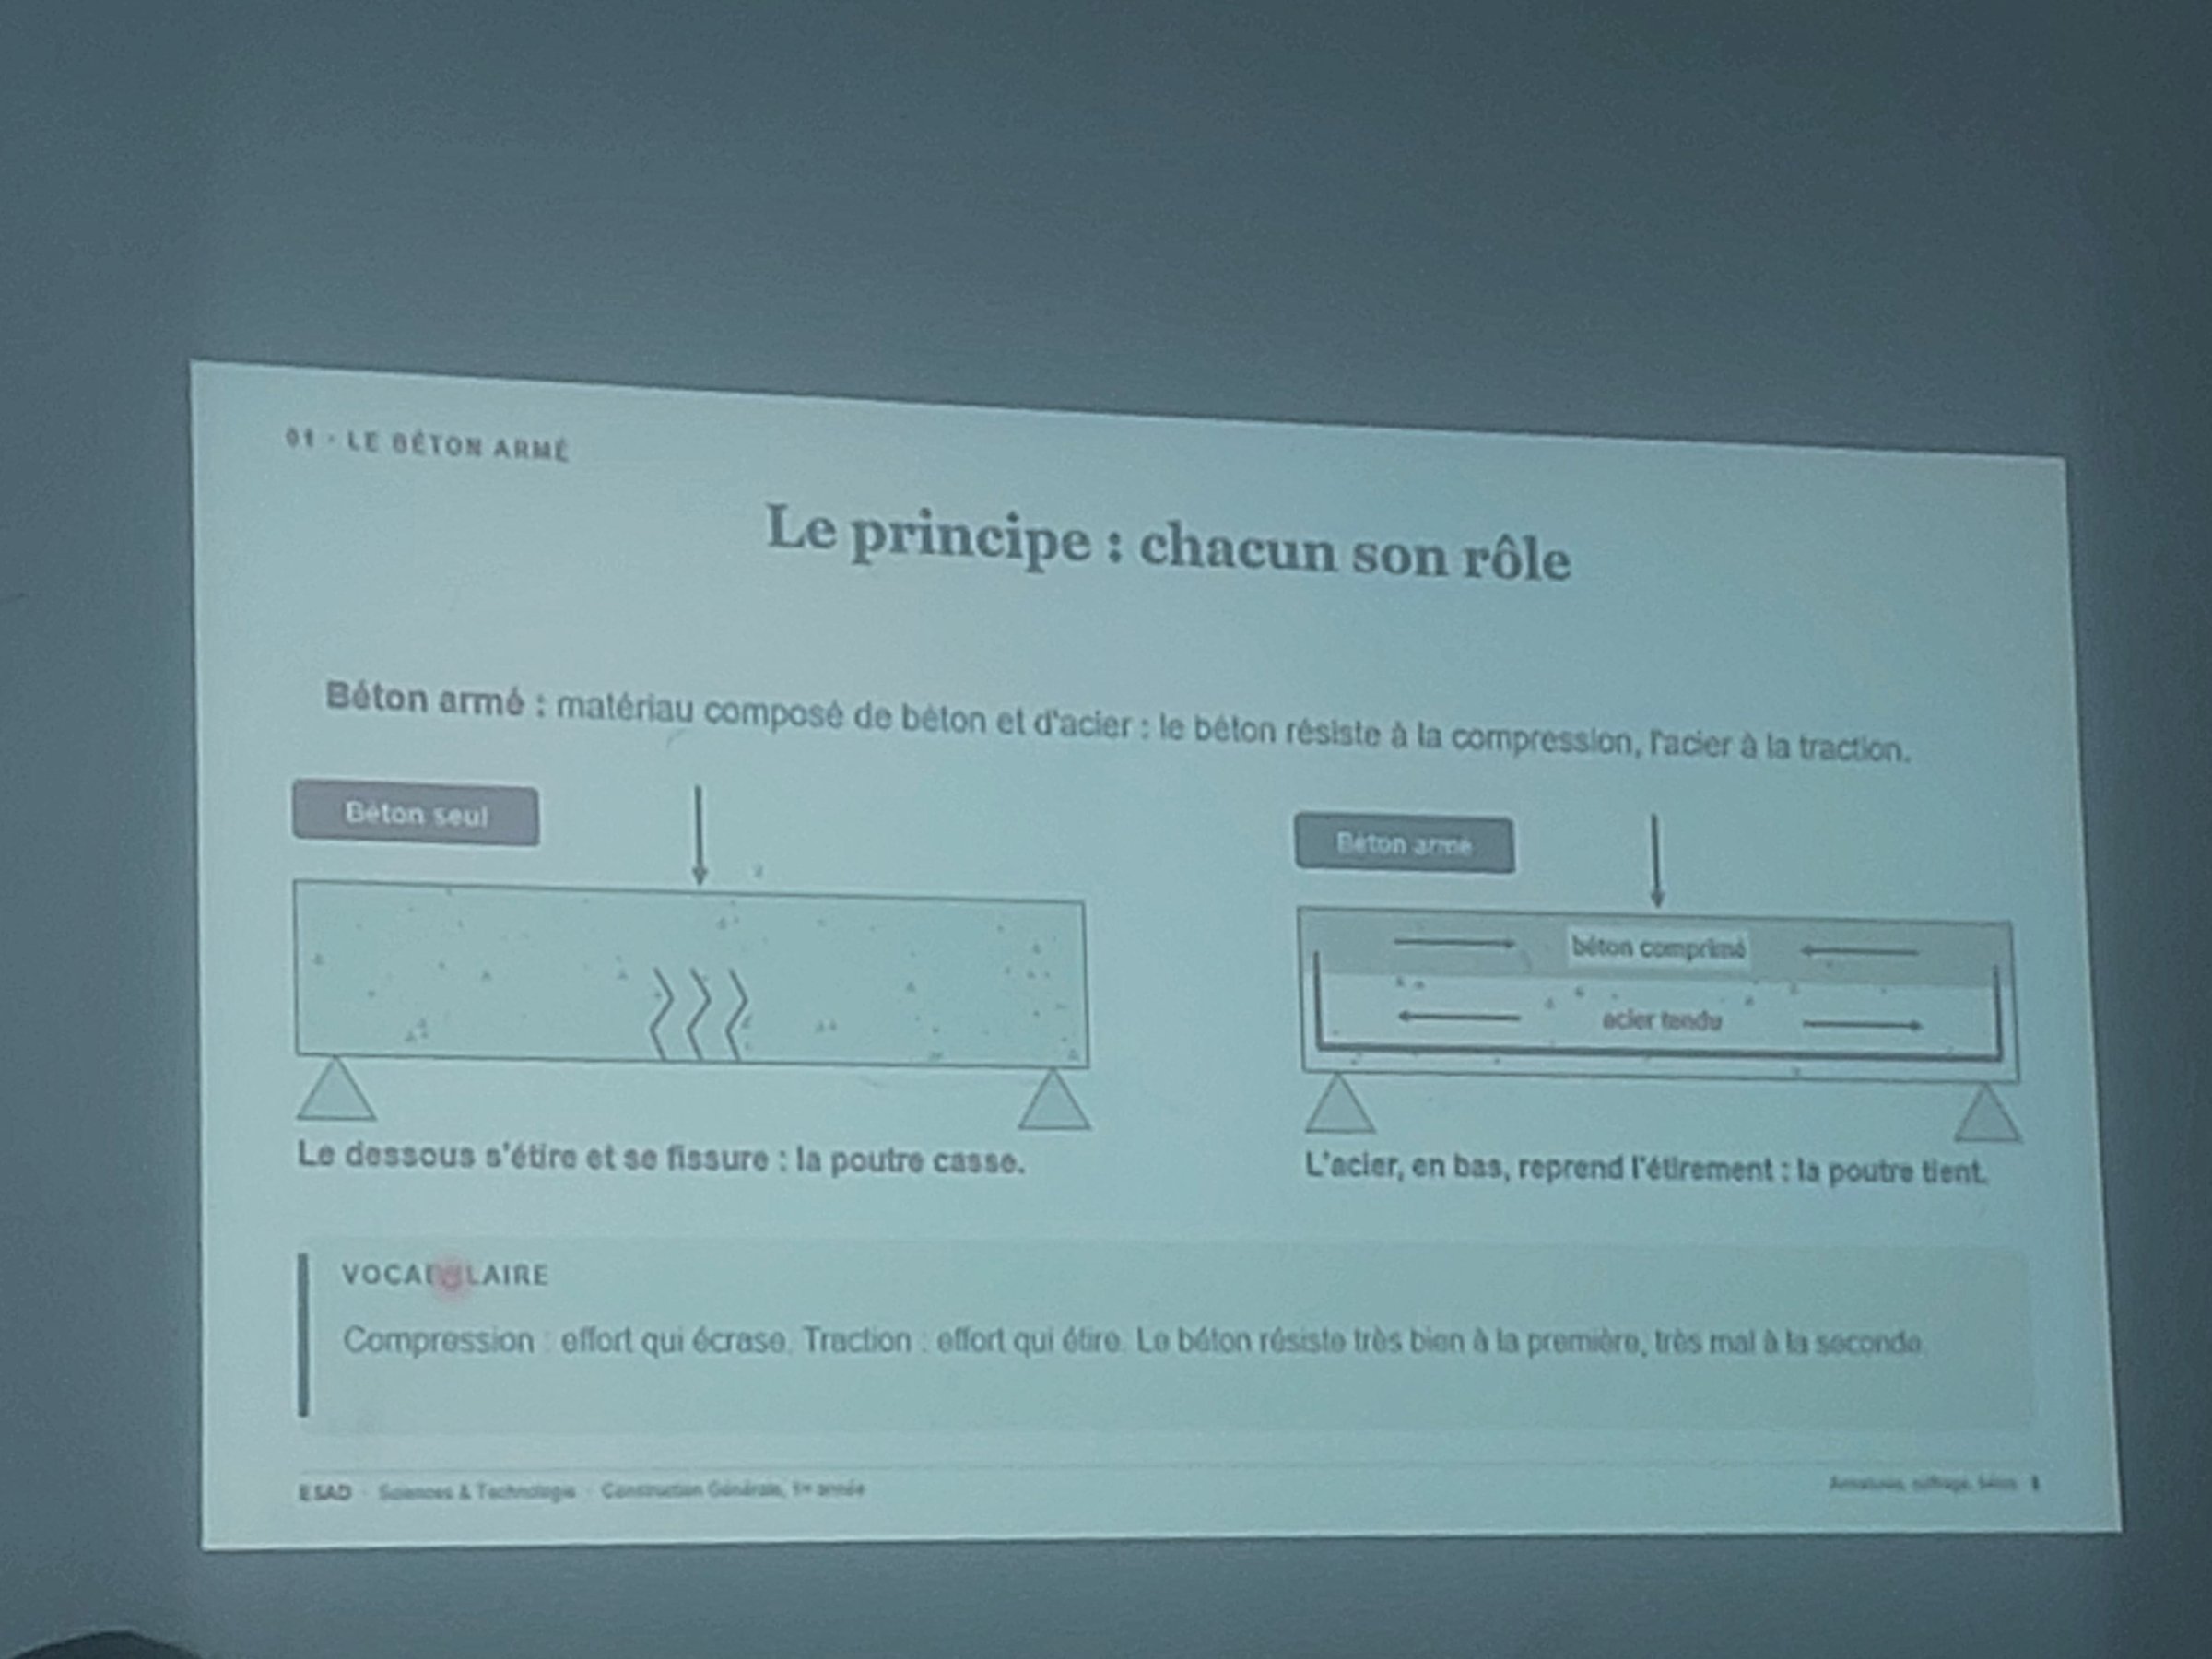 01 · LE BÉTON ARMÉ
Le principe : chacun son rôle
Béton armé : matériau composé de béton et d'acier : le béton résiste à la compression, l'acier à la traction.
Béton seul
Béton armé
béton comprimé
acier tendu
Le dessous s'étire et se fissure : la poutre casse.
L'acier, en bas, reprend l'étirement : la poutre tient.
VOCABULAIRE
Compression : effort qui écrase. Traction : effort qui étire. Le béton résiste très bien à la première, très mal à la seconde.
ESAD · Sciences & Technologie · Construction Générale, 1re année